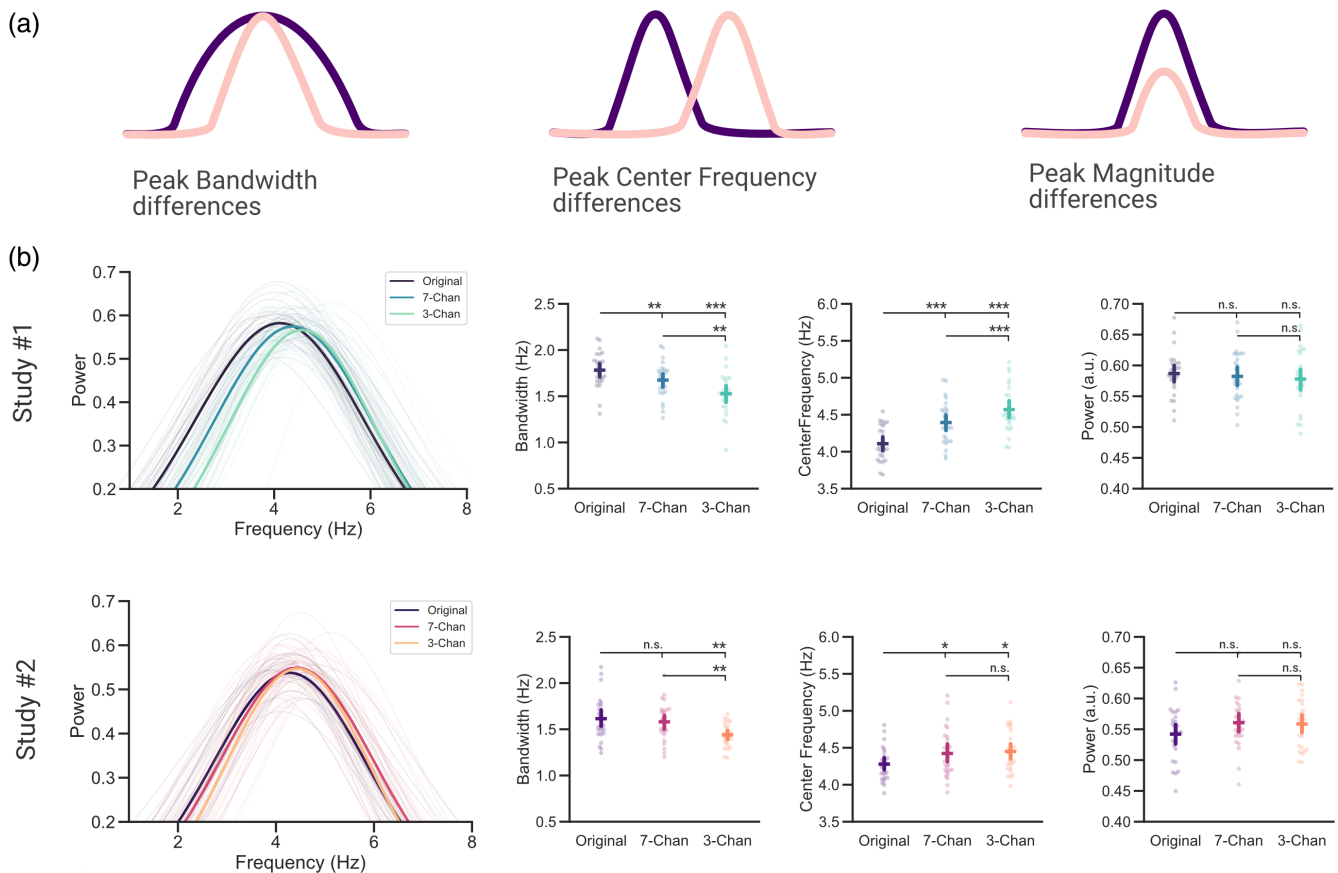 (a)
Peak Bandwidth
differences
Peak Center Frequency
differences
Peak Magnitude
differences
(b)
Study #1
Power
0.7
0.6
0.5
0.4
0.3
0.2
2
4
6
8
Frequency (Hz)
Original
7-Chan
3-Chan
Bandwidth (Hz)
2.5
2.0
1.5
1.0
0.5
** ***
**
Original 7-Chan 3-Chan
CenterFrequency (Hz)
6.0
5.5
5.0
4.5
4.0
3.5
*** ***
***
Original 7-Chan 3-Chan
Power (a.u.)
0.70
0.65
0.60
0.55
0.50
0.45
0.40
n.s. n.s.
n.s.
Original 7-Chan 3-Chan
Study #2
Power
0.7
0.6
0.5
0.4
0.3
0.2
2
4
6
8
Frequency (Hz)
Original
7-Chan
3-Chan
Bandwidth (Hz)
2.5
2.0
1.5
1.0
0.5
n.s. **
**
Original 7-Chan 3-Chan
Center Frequency (Hz)
6.0
5.5
5.0
4.5
4.0
3.5
* *
n.s.
Original 7-Chan 3-Chan
Power (a.u.)
0.70
0.65
0.60
0.55
0.50
0.45
0.40
n.s. n.s.
n.s.
Original 7-Chan 3-Chan